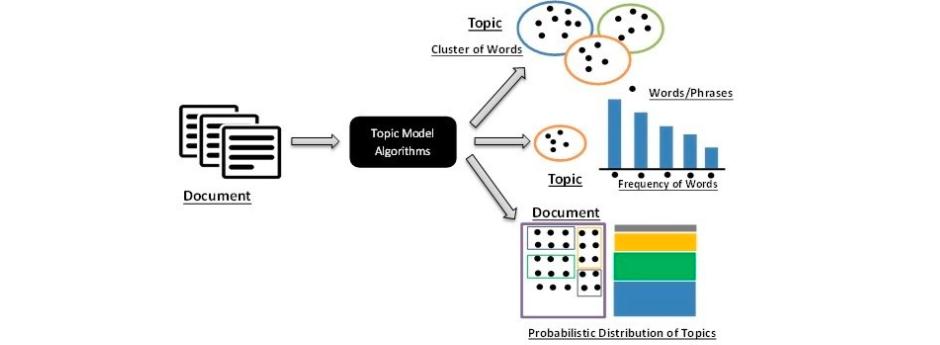 Topic
Cluster of Words
Words/Phrases
Document
Topic Model
Algorithms
Topic
Frequency of Words
Document
Probabilistic Distribution of Topics